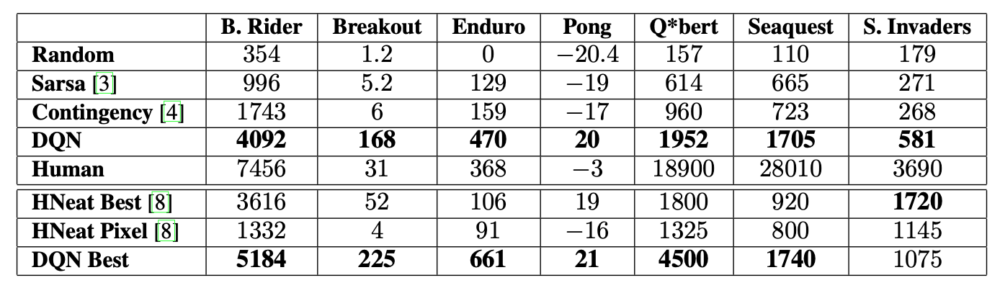 B. Rider Breakout Enduro Pong Q*bert Seaquest S. Invaders
Random 354 1.2 0 −20.4 157 110 179
Sarsa [3] 996 5.2 129 −19 614 665 271
Contingency [4] 1743 6 159 −17 960 723 268
DQN 4092 168 470 20 1952 1705 581
Human 7456 31 368 −3 18900 28010 3690
HNeat Best [8] 3616 52 106 19 1800 920 1720
HNeat Pixel [8] 1332 4 91 −16 1325 800 1145
DQN Best 5184 225 661 21 4500 1740 1075